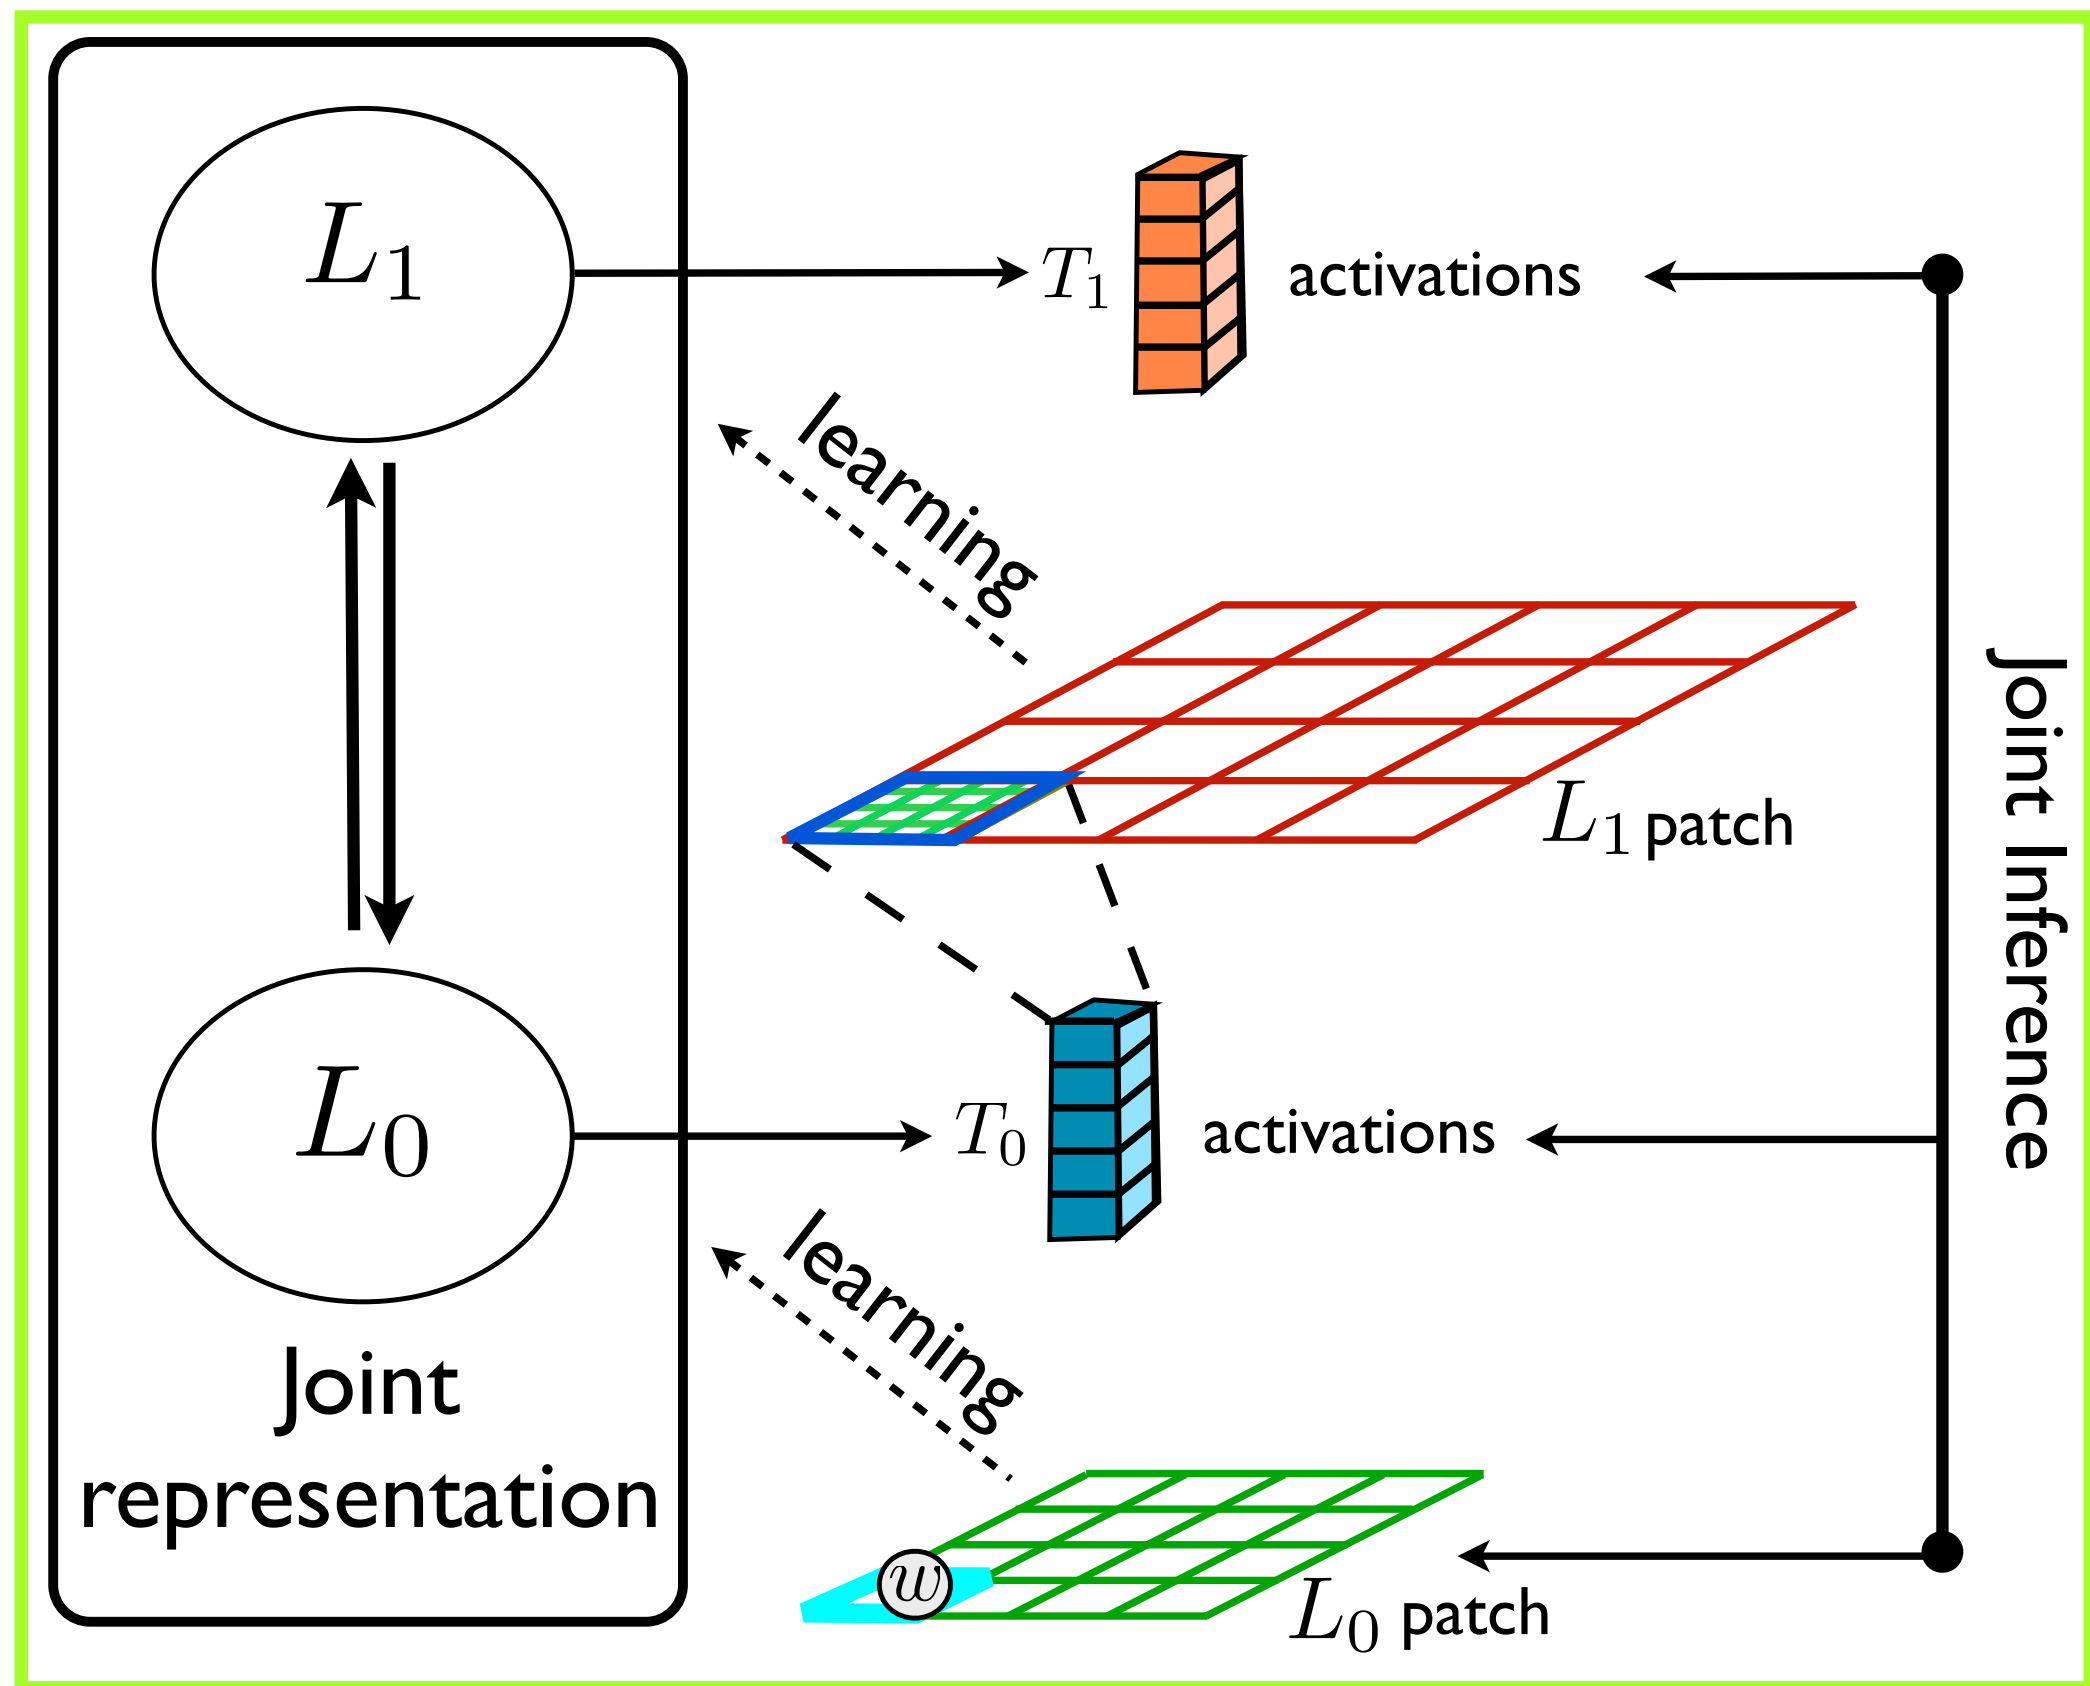 L₁
T₁ activations
learning
L₁ patch
Joint Inference
L₀
T₀ activations
learning
Joint
representation
w
L₀ patch